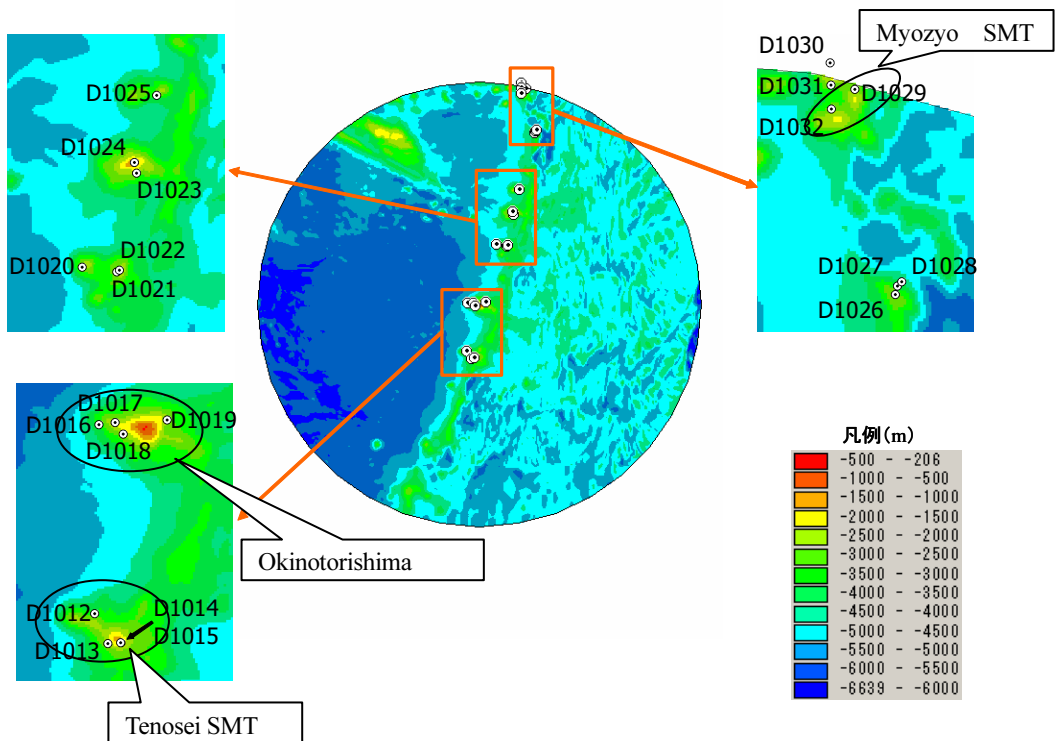 D1025
D1024
D1023
D1022
D1020
D1021
Myozyo SMT
D1030
D1031
D1029
D1032
D1027
D1028
D1026
D1017
D1016
D1019
D1018
Okinotorishima
D1012
D1014
D1015
D1013
Tenosei SMT
凡例(m)
-500 - -206
-1000 - -500
-1500 - -1000
-2000 - -1500
-2500 - -2000
-3000 - -2500
-3500 - -3000
-4000 - -3500
-4500 - -4000
-5000 - -4500
-5500 - -5000
-6000 - -5500
-6639 - -6000